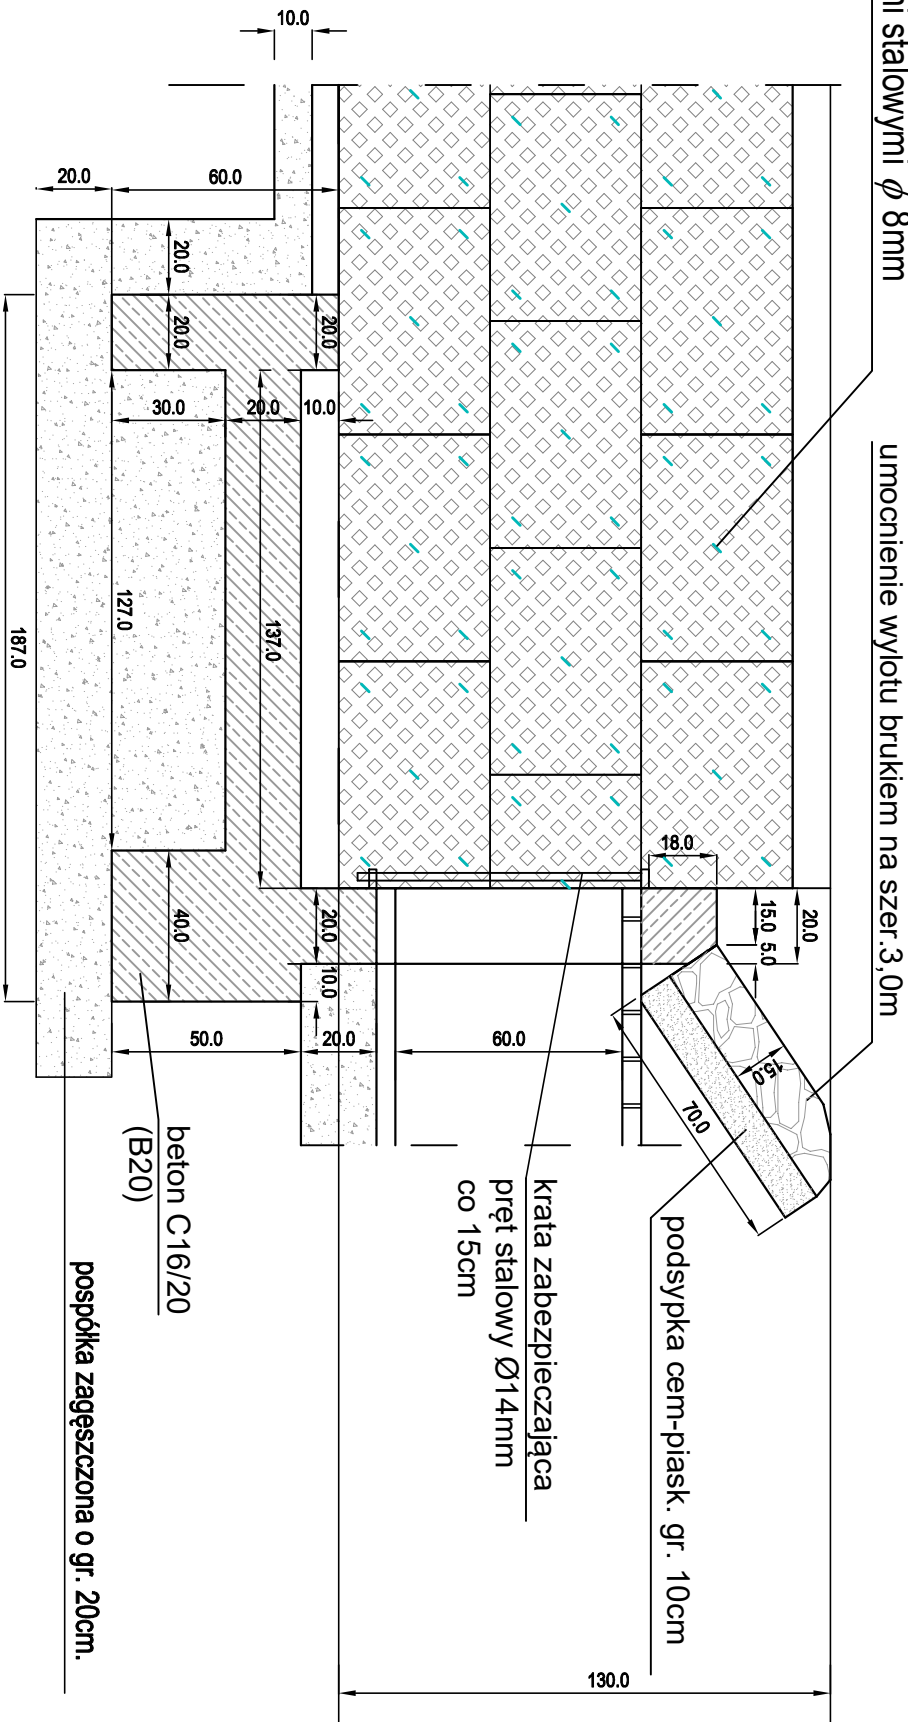 ni stalowymi ϕ 8mm
umocnienie wylotu brukiem na szer.3,0m
podsypka cem-piask. gr. 10cm
krata zabezpieczająca
pręt stalowy Ø14mm
co 15cm
beton C16/20
(B20)
pospółka zagęszczona o gr. 20cm.
10.0
20.0
60.0
20.0
20.0
20.0
30.0
20.0
10.0
127.0
137.0
187.0
40.0
20.0
10.0
50.0
20.0
60.0
18.0
15.0
5.0
20.0
15.0
70.0
130.0